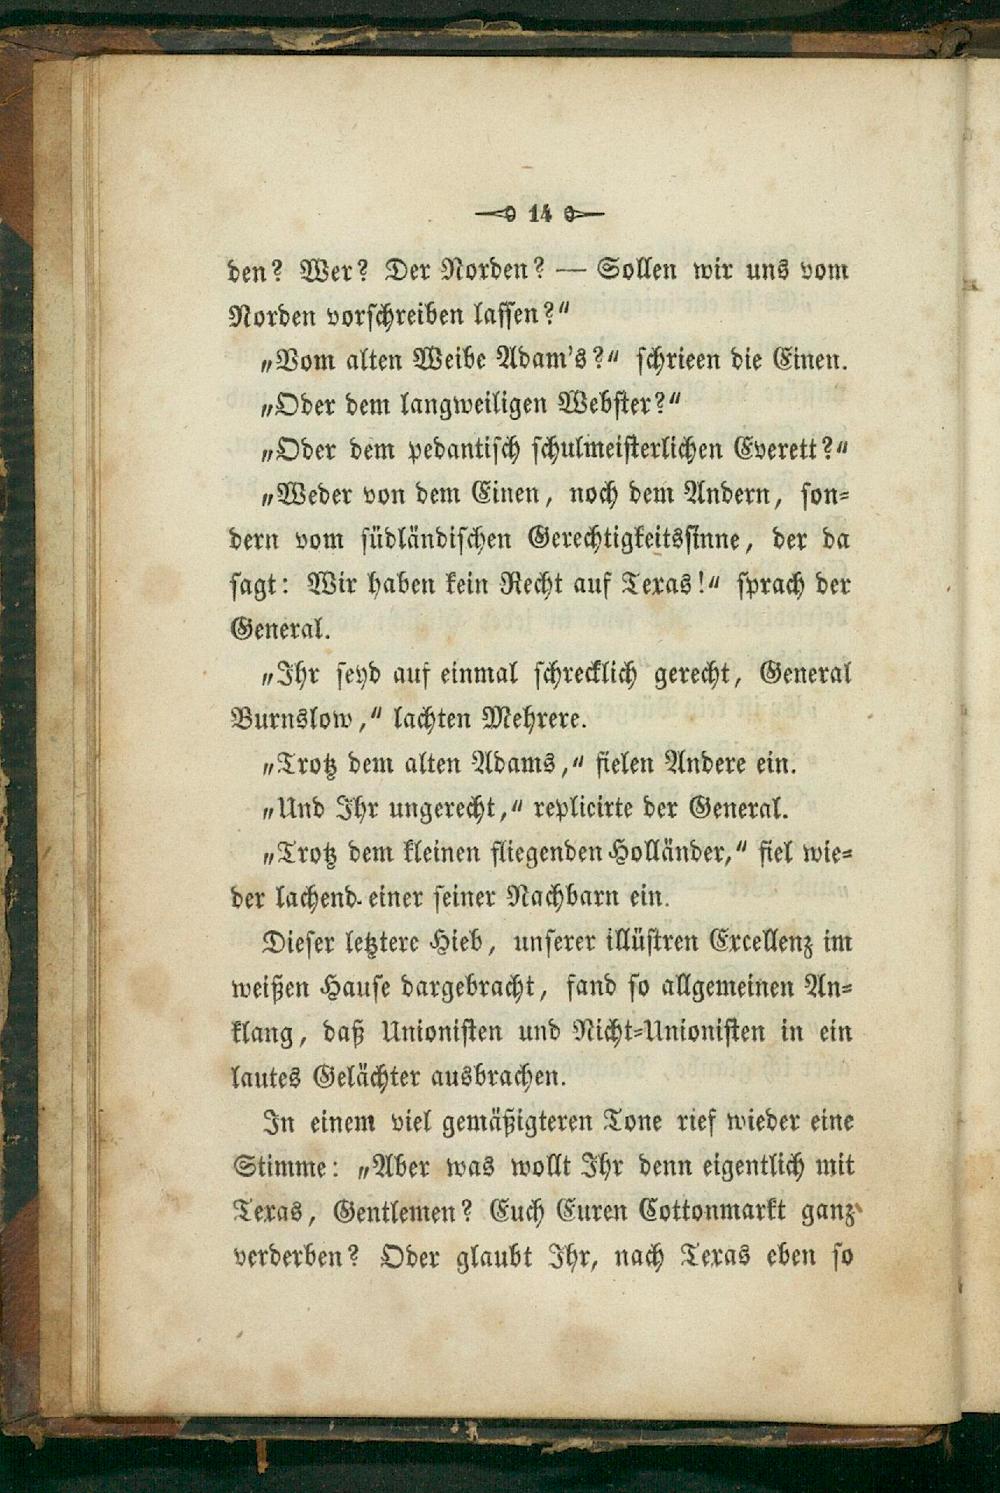 14
den? Wer? Der Norden? — Sollen wir uns vom
Norden vorschreiben lassen?“
„Vom alten Weibe Adam's?“ schrieen die Einen.
„Oder dem langweiligen Webster?“
„Oder dem pedantisch schulmeisterlichen Everett?“
„Weder von dem Einen, noch dem Andern, son-
dern vom südländischen Gerechtigkeitssinne, der da
sagt: Wir haben kein Recht auf Texas!“ sprach der
General.
„Ihr seyd auf einmal schrecklich gerecht, General
Burnslow,“ lachten Mehrere.
„Trotz dem alten Adams,“ fielen Andere ein.
„Und Ihr ungerecht,“ replicirte der General.
„Trotz dem kleinen fliegenden Holländer,“ fiel wie-
der lachend einer seiner Nachbarn ein.
Dieser letztere Hieb, unserer illüstren Excellenz im
weißen Hause dargebracht, fand so allgemeinen An-
klang, daß Unionisten und Nicht-Unionisten in ein
lautes Gelächter ausbrachen.
In einem viel gemäßigteren Tone rief wieder eine
Stimme: „Aber was wollt Ihr denn eigentlich mit
Texas, Gentlemen? Euch Euren Cottonmarkt ganz
verderben? Oder glaubt Ihr, nach Texas eben so